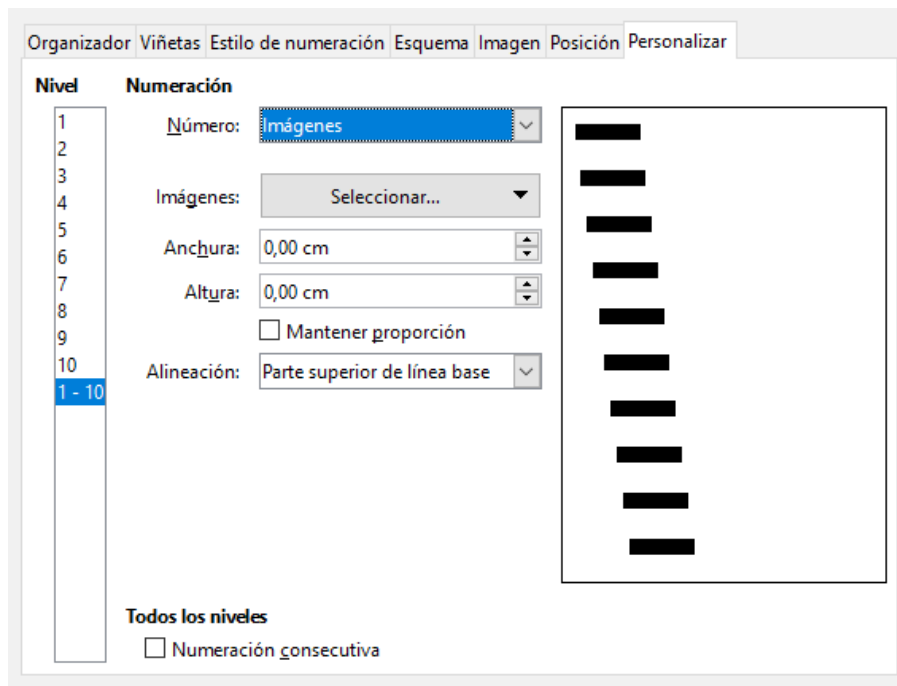 Organizador Viñetas Estilo de numeración Esquema Imagen Posición Personalizar
Nivel Numeración
1
2
3
4
5
6
7
8
9
10
1 - 10
Número: Imágenes
Imágenes: Seleccionar...
Anchura: 0,00 cm
Altura: 0,00 cm
Mantener proporción
Alineación: Parte superior de línea base
Todos los niveles
Numeración consecutiva